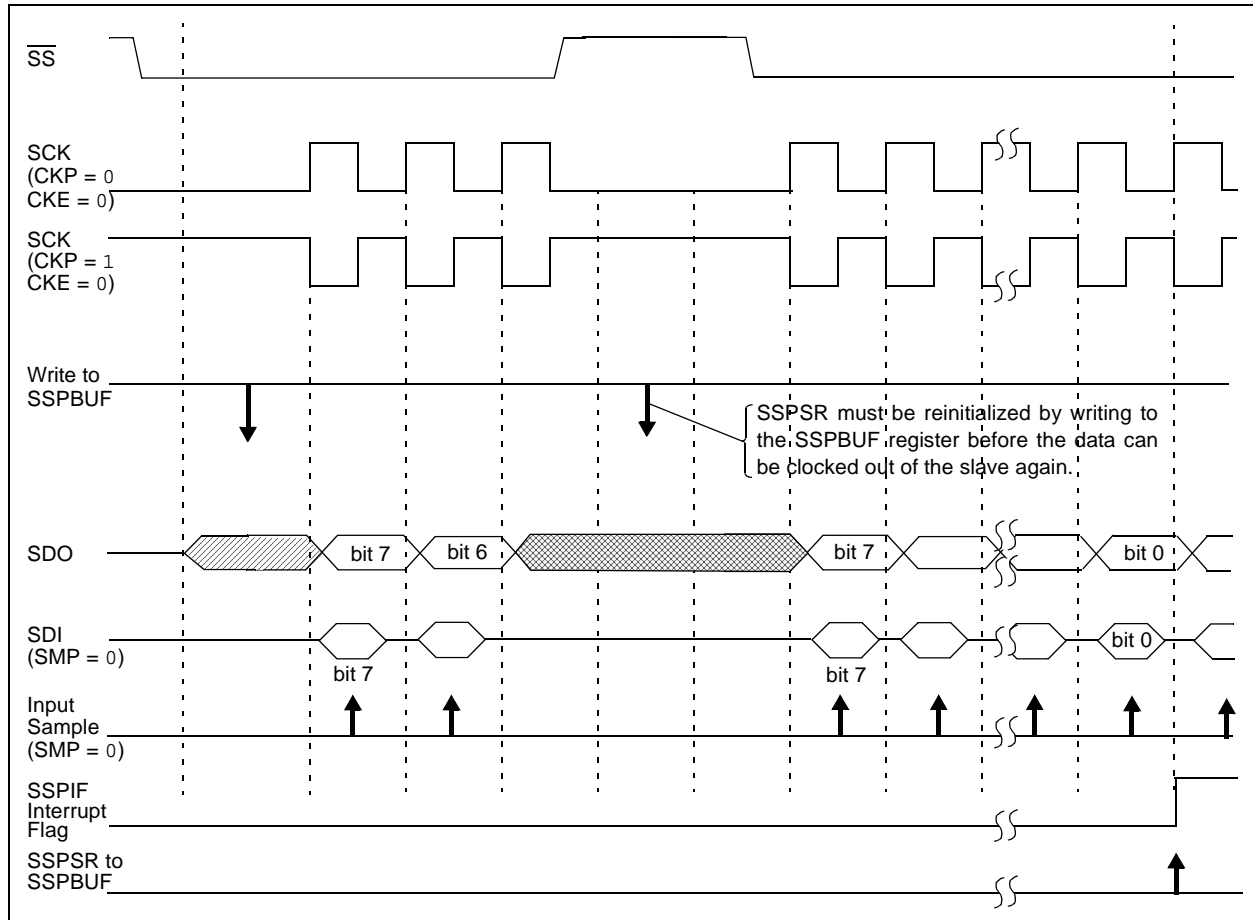 SS
SCK
(CKP = 0
CKE = 0)
SCK
(CKP = 1
CKE = 0)
Write to
SSPBUF
SSPSR must be reinitialized by writing to
the SSPBUF register before the data can
be clocked out of the slave again.
SDO
bit 7
bit 6
bit 7
bit 0
SDI
(SMP = 0)
bit 7
bit 7
bit 0
Input
Sample
(SMP = 0)
SSPIF
Interrupt
Flag
SSPSR to
SSPBUF